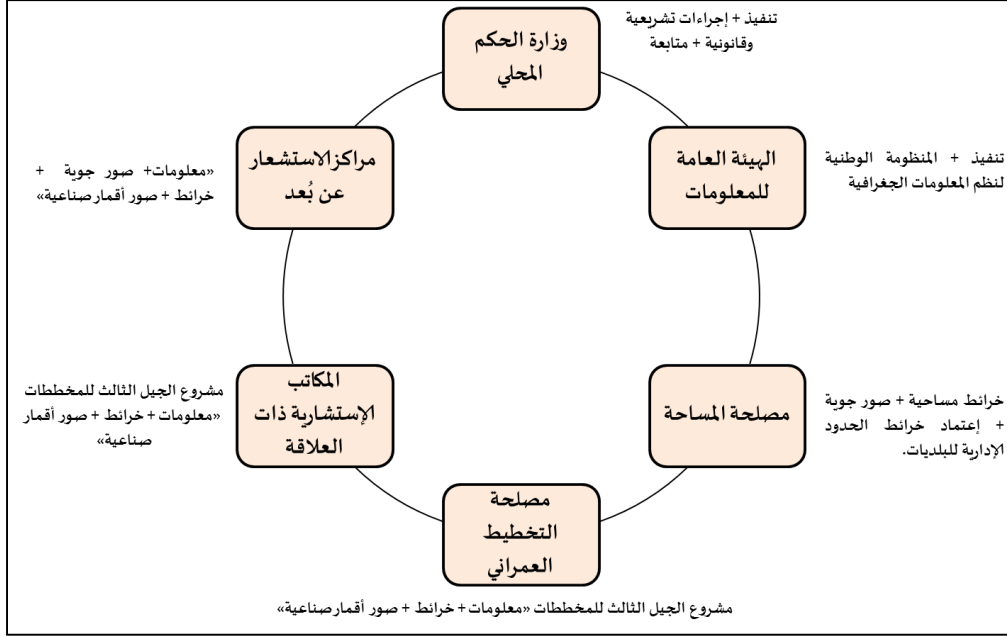 وزارة الحكم
المحلي
تنفيذ + إجراءات تشريعية
وقانونية + متابعة
الهيئة العامة
للمعلومات
تنفيذ + المنظومة الوطنية
لنظم المعلومات الجغرافية
مصلحة المساحة
خرائط مساحية + صور جوية
+ إعتماد خرائط الحدود
الإدارية للبلديات.
مصلحة
التخطيط
العمراني
مشروع الجيل الثالث للمخططات «معلومات + خرائط + صور أقمار صناعية»
المكاتب
الإستشارية ذات
العلاقة
مشروع الجيل الثالث للمخططات
«معلومات + خرائط + صور أقمار
صناعية»
مراكز الاستشعار
عن بُعد
«معلومات+ صور جوية +
خرائط + صور أقمار صناعية»